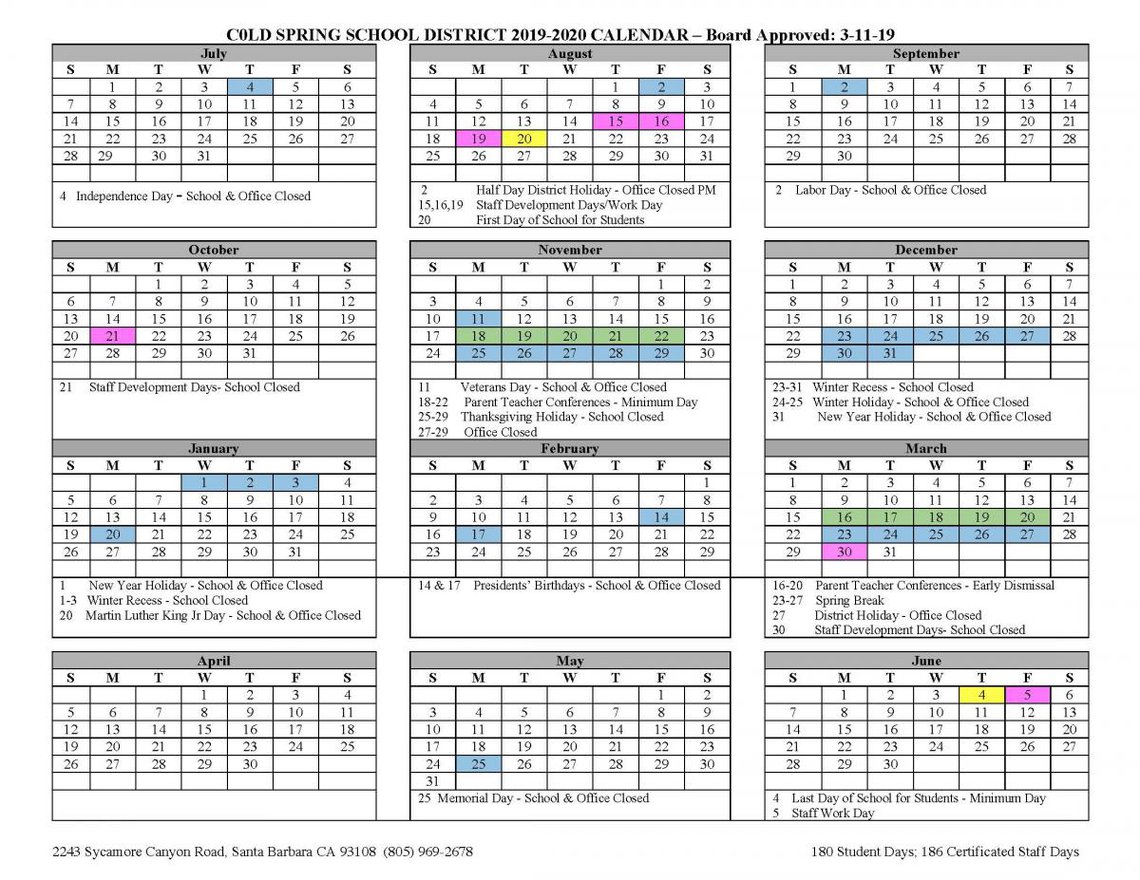 C0LD SPRING SCHOOL DISTRICT 2019-2020 CALENDAR – Board Approved: 3-11-19
July
S M T W T F S
1 2 3 4 5 6
7 8 9 10 11 12 13
14 15 16 17 18 19 20
21 22 23 24 25 26 27
28 29 30 31
4 Independence Day – School & Office Closed
August
S M T W T F S
1 2 3
4 5 6 7 8 9 10
11 12 13 14 15 16 17
18 19 20 21 22 23 24
25 26 27 28 29 30 31
2 Half Day District Holiday - Office Closed PM
15,16,19 Staff Development Days/Work Day
20 First Day of School for Students
September
S M T W T F S
1 2 3 4 5 6 7
8 9 10 11 12 13 14
15 16 17 18 19 20 21
22 23 24 25 26 27 28
29 30
2 Labor Day - School & Office Closed
October
S M T W T F S
1 2 3 4 5
6 7 8 9 10 11 12
13 14 15 16 17 18 19
20 21 22 23 24 25 26
27 28 29 30 31
21 Staff Development Days- School Closed
November
S M T W T F S
1 2
3 4 5 6 7 8 9
10 11 12 13 14 15 16
17 18 19 20 21 22 23
24 25 26 27 28 29 30
11 Veterans Day - School & Office Closed
18-22 Parent Teacher Conferences - Minimum Day
25-29 Thanksgiving Holiday - School Closed
27-29 Office Closed
December
S M T W T F S
1 2 3 4 5 6 7
8 9 10 11 12 13 14
15 16 17 18 19 20 21
22 23 24 25 26 27 28
29 30 31
23-31 Winter Recess - School Closed
24-25 Winter Holiday - School & Office Closed
31 New Year Holiday - School & Office Closed
January
S M T W T F S
1 2 3 4
5 6 7 8 9 10 11
12 13 14 15 16 17 18
19 20 21 22 23 24 25
26 27 28 29 30 31
1 New Year Holiday - School & Office Closed
1-3 Winter Recess - School Closed
20 Martin Luther King Jr Day - School & Office Closed
February
S M T W T F S
1
2 3 4 5 6 7 8
9 10 11 12 13 14 15
16 17 18 19 20 21 22
23 24 25 26 27 28 29
14 & 17 Presidents' Birthdays - School & Office Closed
March
S M T W T F S
1 2 3 4 5 6 7
8 9 10 11 12 13 14
15 16 17 18 19 20 21
22 23 24 25 26 27 28
29 30 31
16-20 Parent Teacher Conferences - Early Dismissal
23-27 Spring Break
27 District Holiday - Office Closed
30 Staff Development Days- School Closed
April
S M T W T F S
1 2 3 4
5 6 7 8 9 10 11
12 13 14 15 16 17 18
19 20 21 22 23 24 25
26 27 28 29 30
May
S M T W T F S
1 2
3 4 5 6 7 8 9
10 11 12 13 14 15 16
17 18 19 20 21 22 23
24 25 26 27 28 29 30
31
25 Memorial Day - School & Office Closed
June
S M T W T F S
1 2 3 4 5 6
7 8 9 10 11 12 13
14 15 16 17 18 19 20
21 22 23 24 25 26 27
28 29 30
4 Last Day of School for Students - Minimum Day
5 Staff Work Day
2243 Sycamore Canyon Road, Santa Barbara CA 93108 (805) 969-2678
180 Student Days; 186 Certificated Staff Days